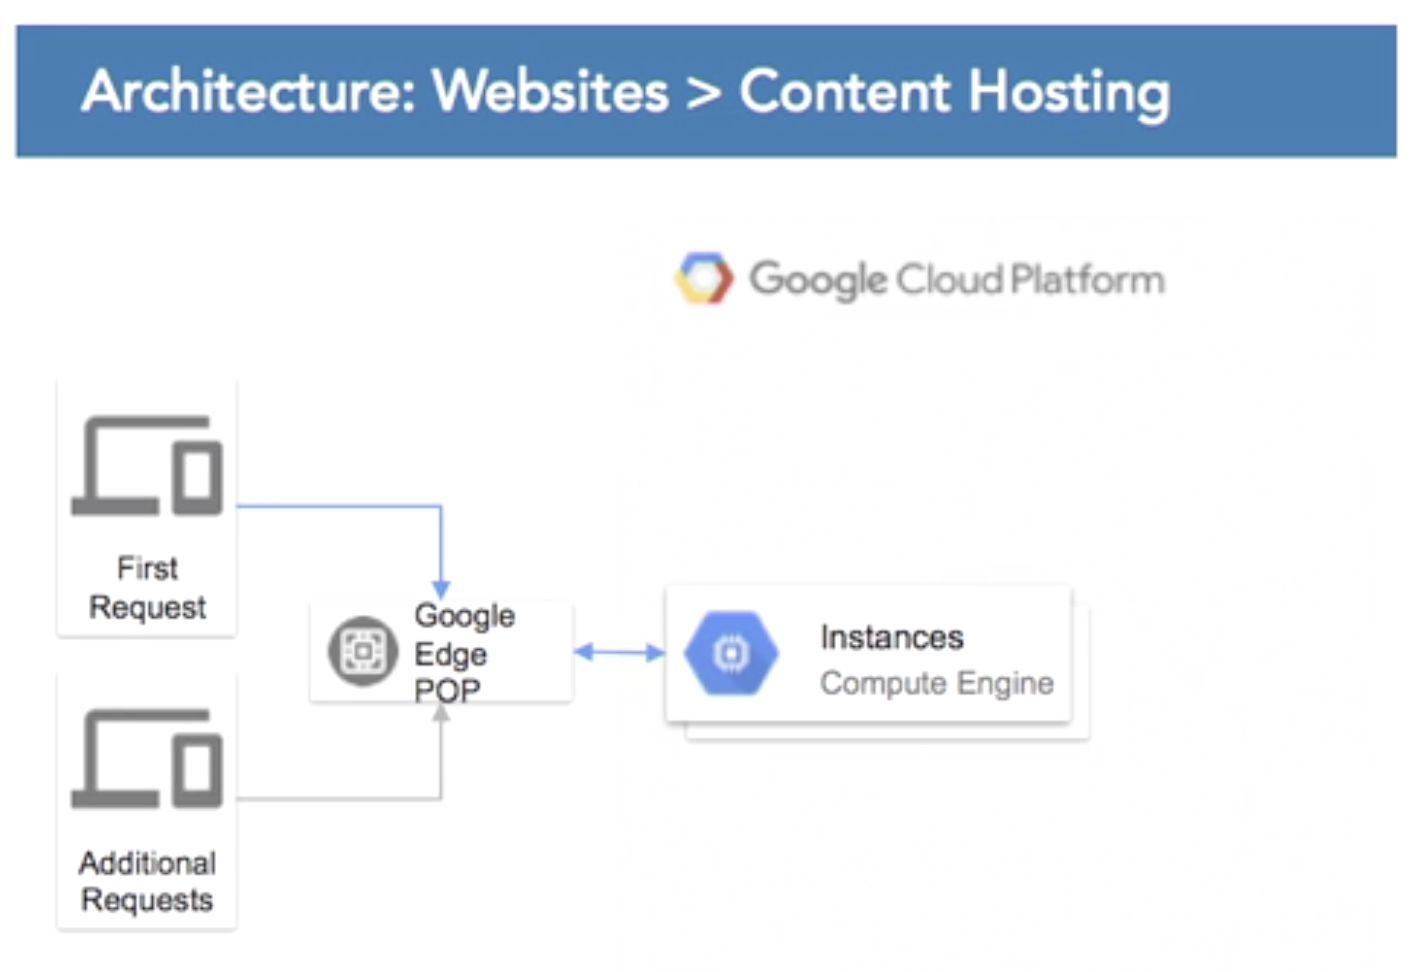 Architecture: Websites > Content Hosting
Google Cloud Platform
First
Request
Google
Edge
POP
Instances
Compute Engine
Additional
Requests